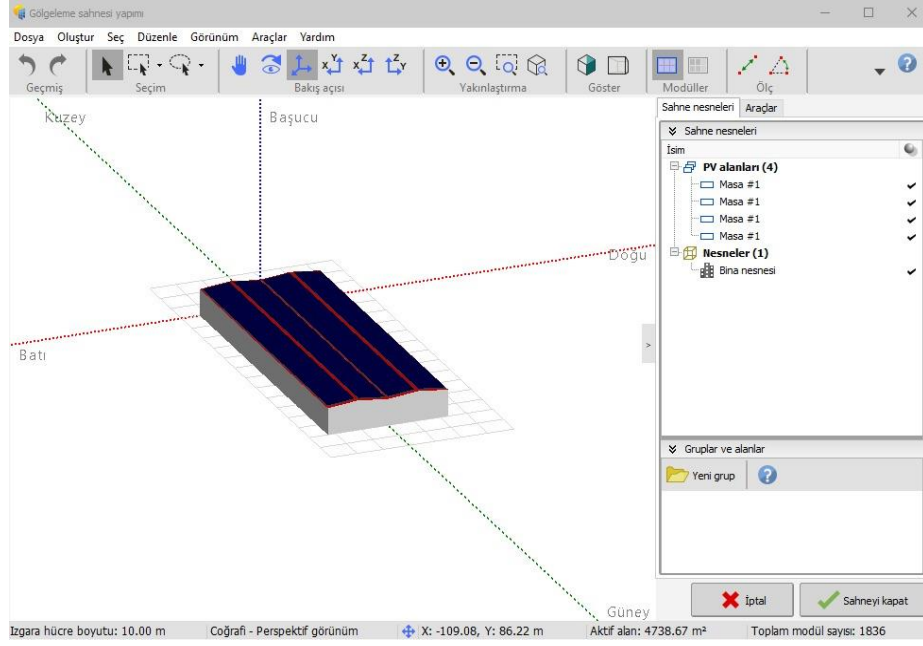 Gölgeleme sahnesi yapımı
Dosya Oluştur Seç Düzenle Görünüm Araçlar Yardım
Geçmiş Seçim Bakış açısı Yakınlaştırma Göster Modüller Ölç
Sahne nesneleri Araçlar
Sahne nesneleri
İsim
PV alanları (4)
Masa #1
Masa #1
Masa #1
Masa #1
Nesneler (1)
Bina nesnesi
Kuzey
Başucu
Doğu
Batı
Güney
>
Gruplar ve alanlar
Yeni grup
İptal Sahneyi kapat
Izgara hücre boyutu: 10.00 m Coğrafi - Perspektif görünüm X: -109.08, Y: 86.22 m Aktif alan: 4738.67 m² Toplam modül sayısı: 1836